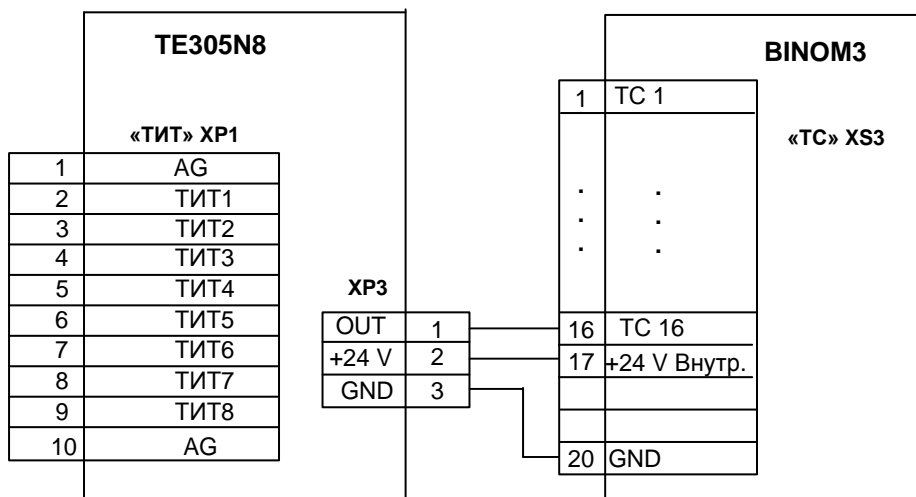 TE305N8
BINOM3
«ТИТ» XP1
1 AG
2 ТИТ1
3 ТИТ2
4 ТИТ3
5 ТИТ4
6 ТИТ5
7 ТИТ6
8 ТИТ7
9 ТИТ8
10 AG
XP3
OUT 1
+24 V 2
GND 3
1 ТС 1
«ТС» XS3
16 ТС 16
17 +24 V Внутр.
20 GND